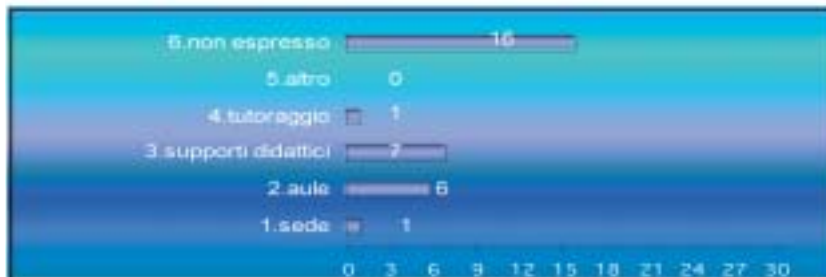 6.non espresso 16
5.altro 0
4.tutoraggio 1
3.supporti didattici 7
2.aule 6
1.sede 1
0 3 6 9 12 15 18 21 24 27 30